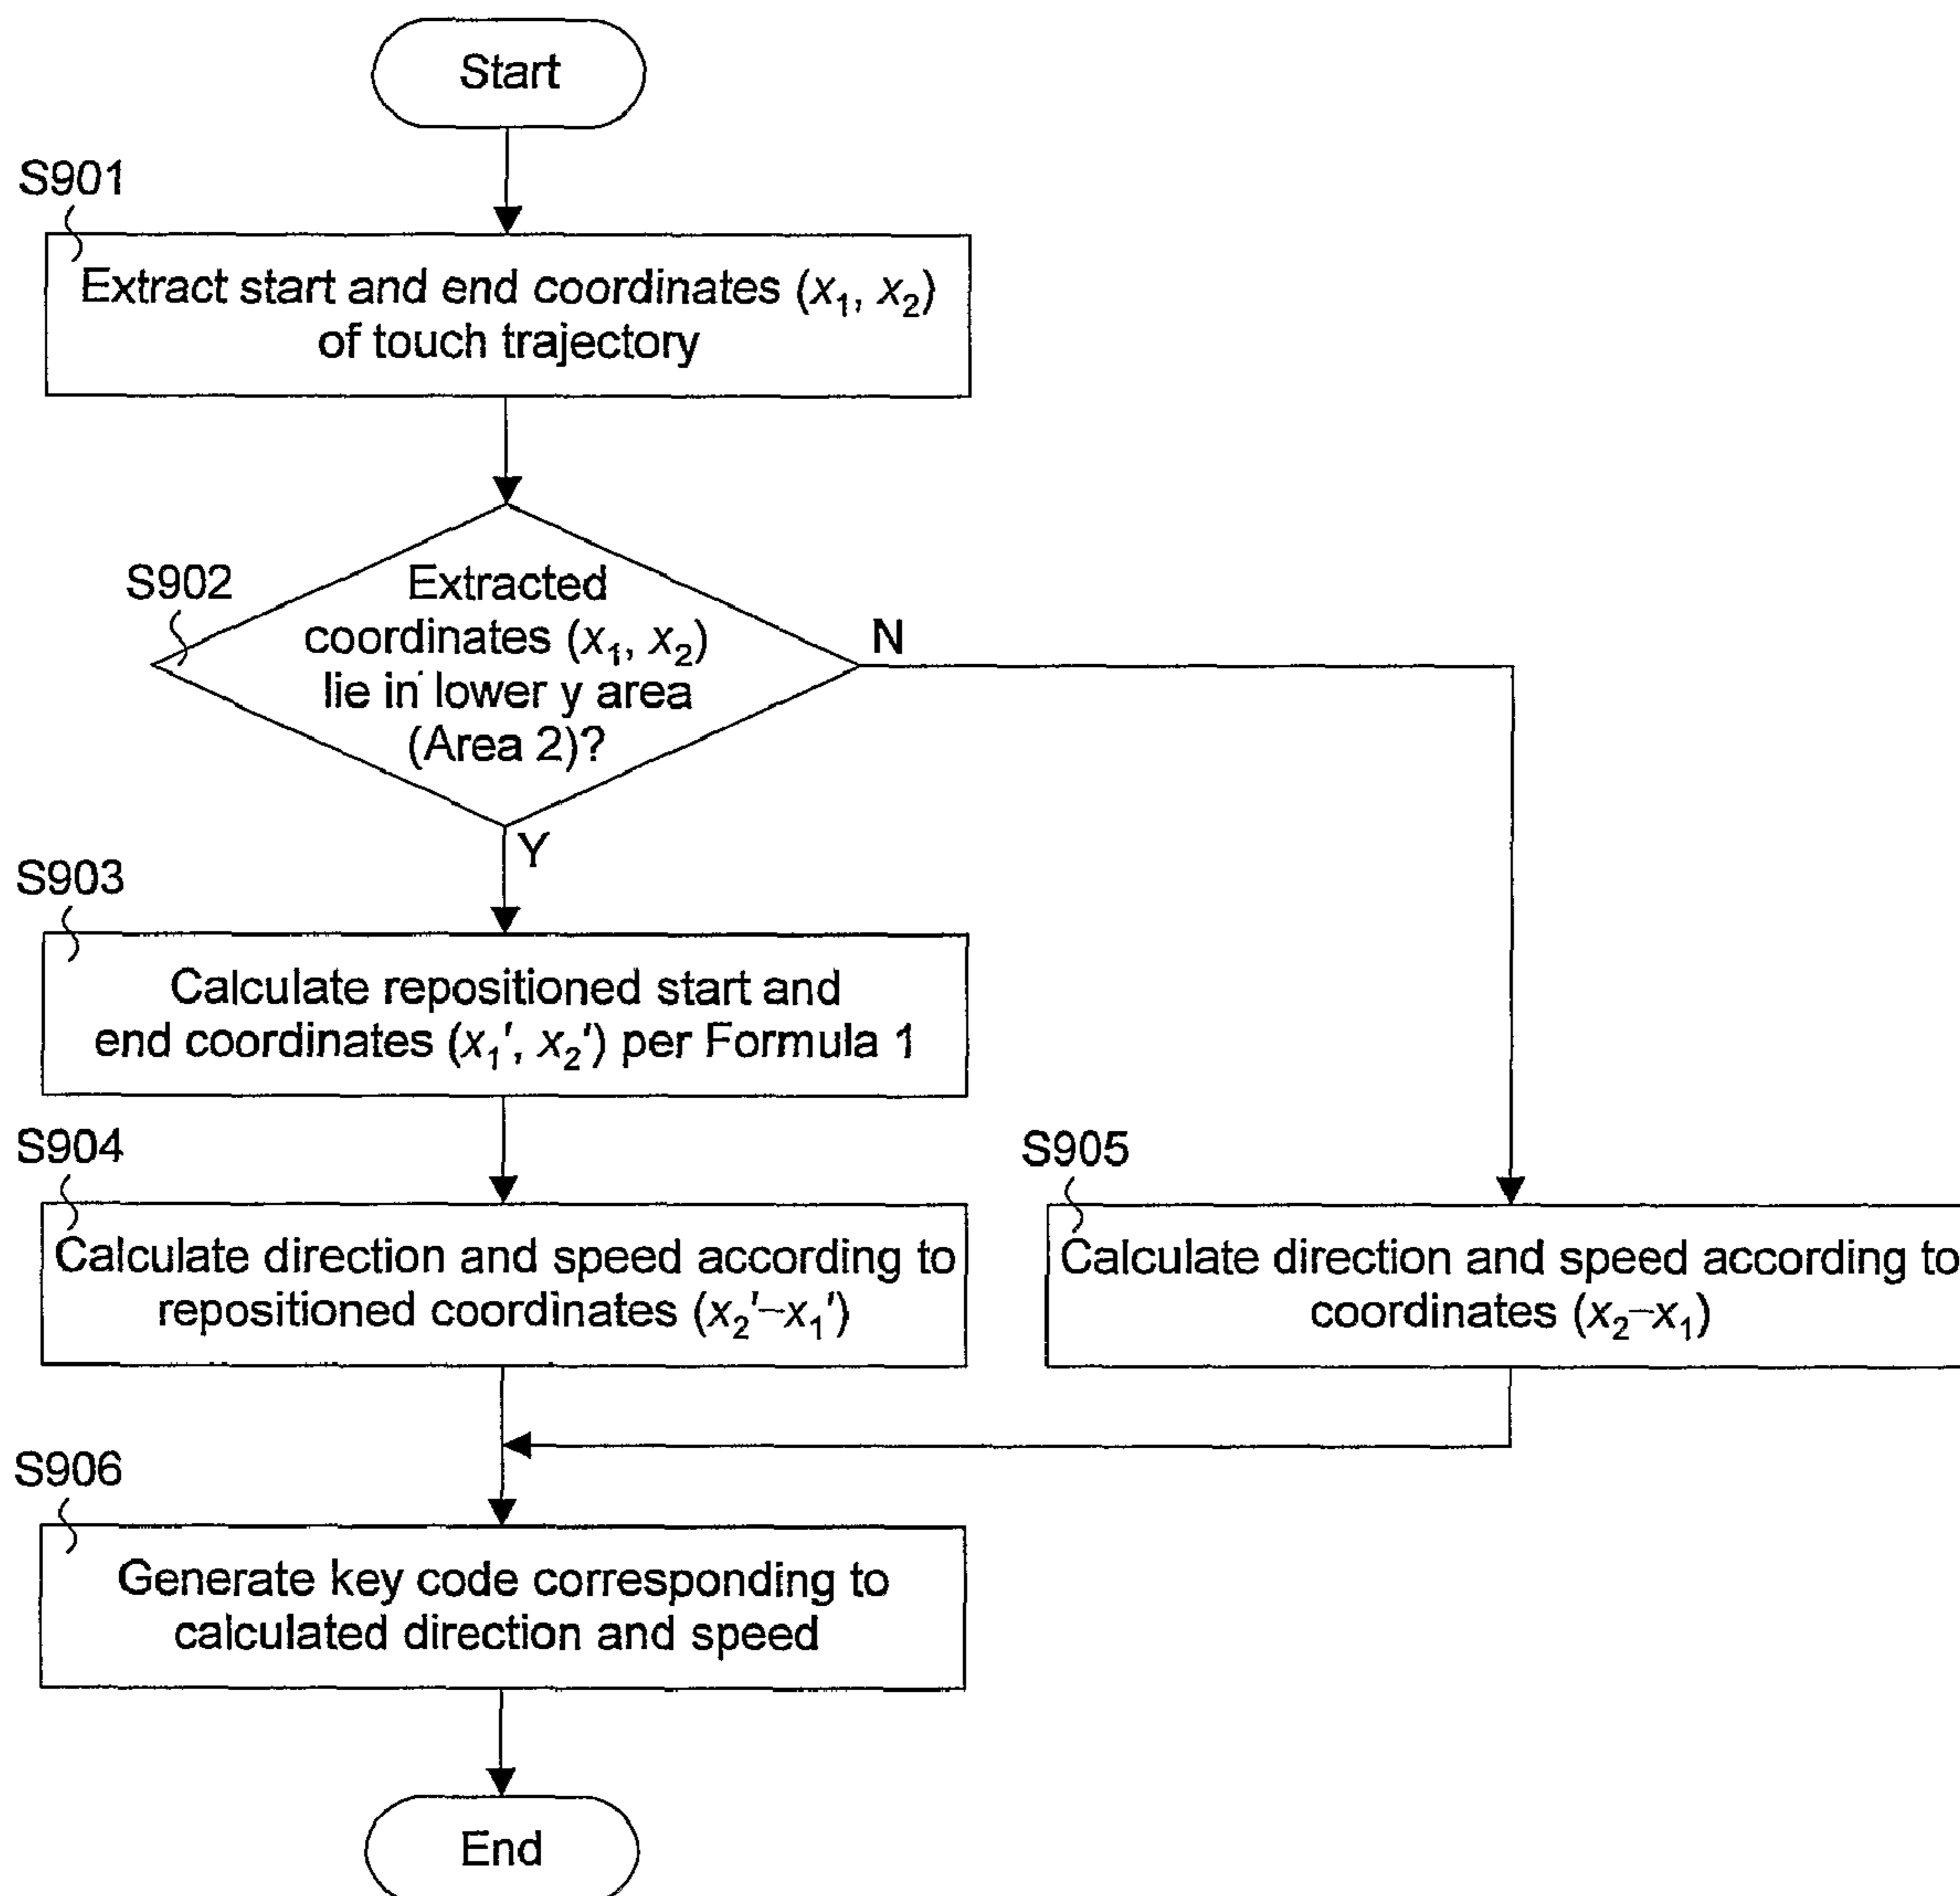 Start
S901
Extract start and end coordinates (x₁, x₂)
of touch trajectory
S902
Extracted
coordinates (x₁, x₂)
lie in lower y area
(Area 2)?
N
Y
S903
Calculate repositioned start and
end coordinates (x₁', x₂') per Formula 1
S904
Calculate direction and speed according to
repositioned coordinates (x₂'–x₁')
S905
Calculate direction and speed according to
coordinates (x₂–x₁)
S906
Generate key code corresponding to
calculated direction and speed
End